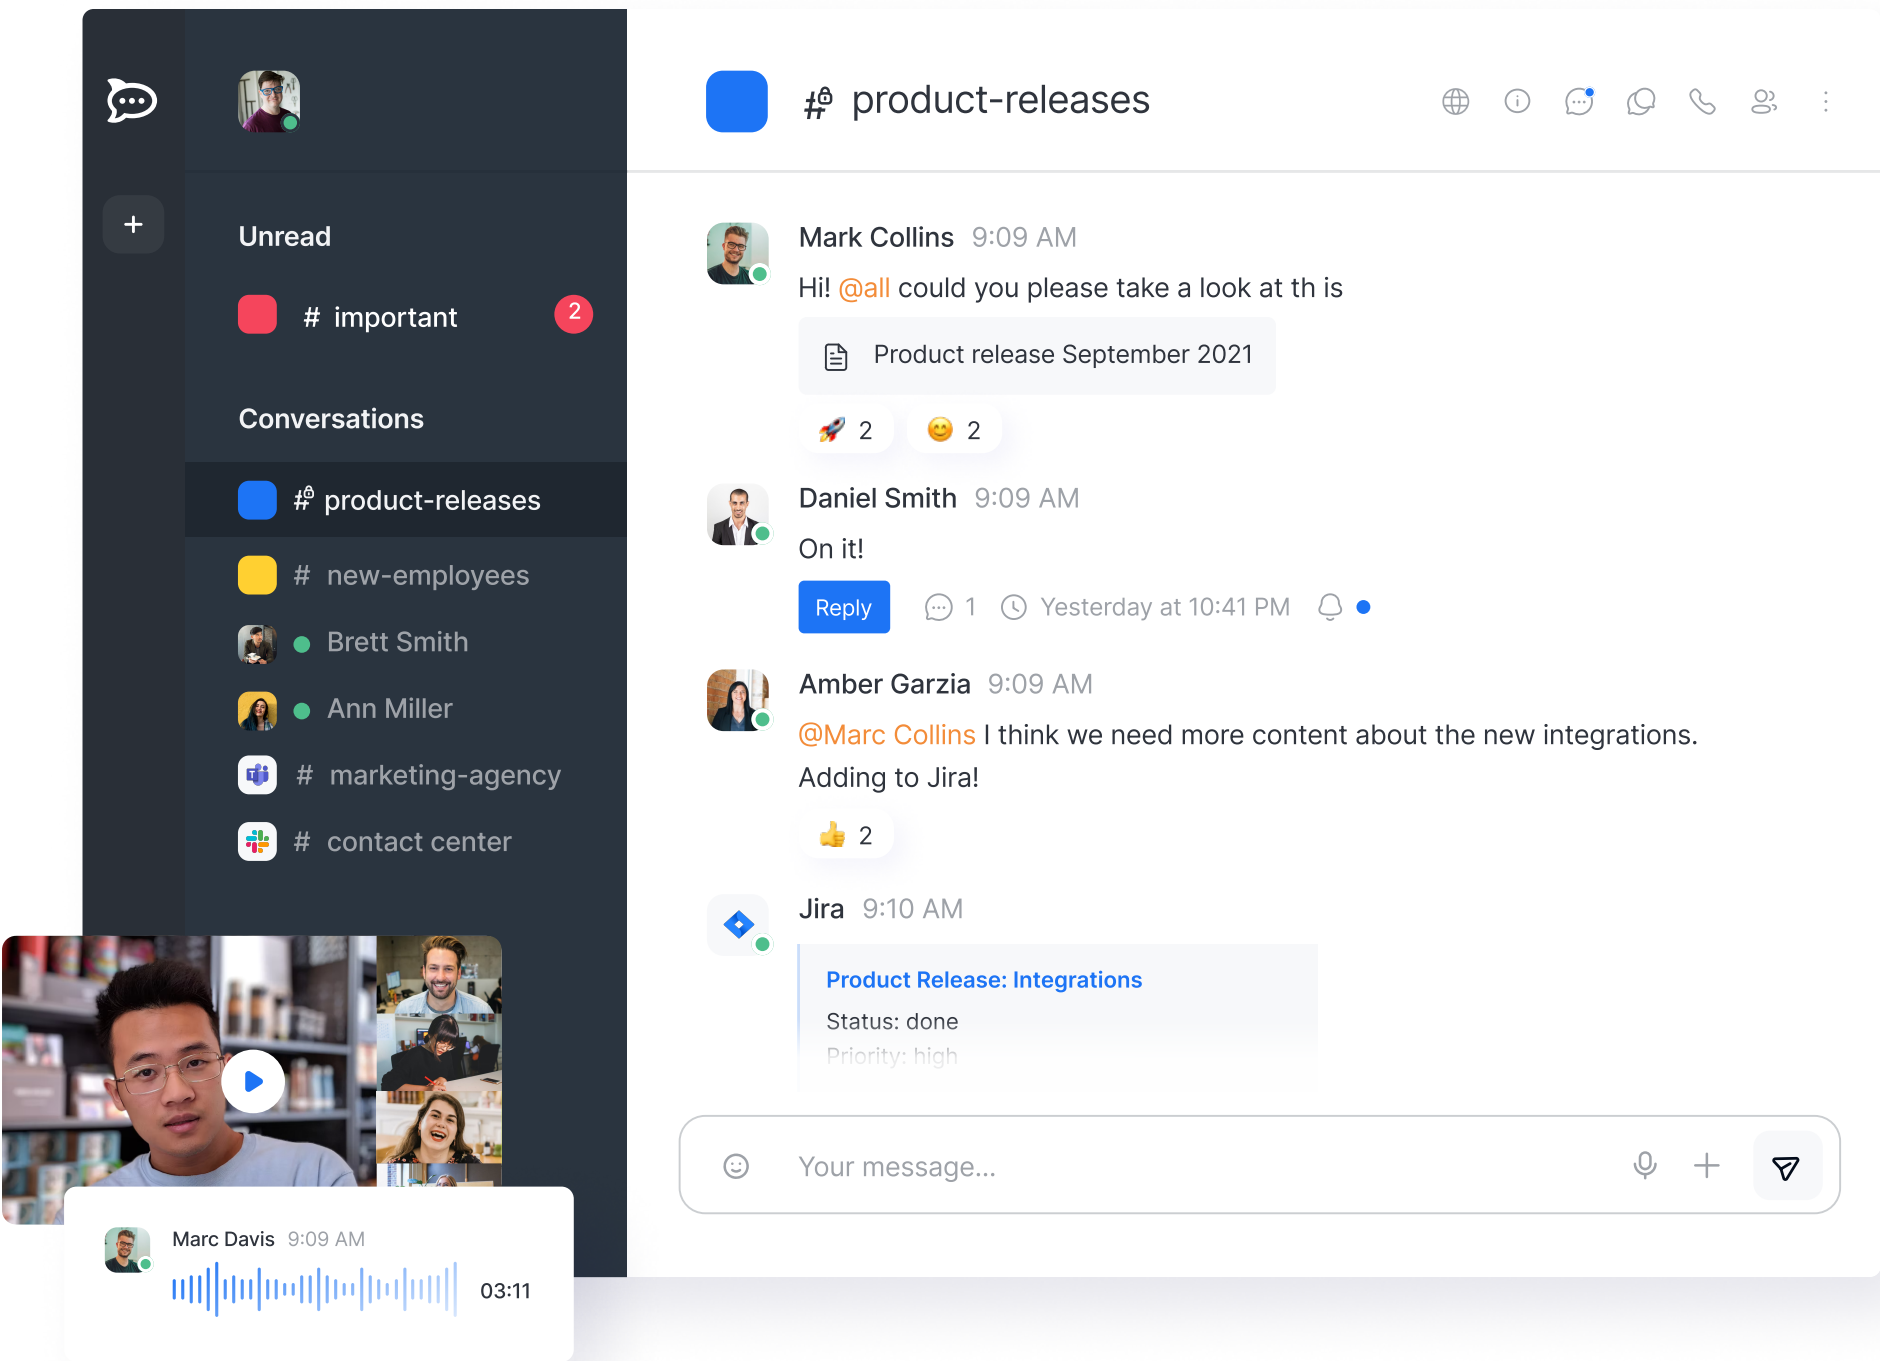 Unread
# important
2
Conversations
# product-releases
# new-employees
Brett Smith
Ann Miller
# marketing-agency
# contact center
# product-releases
Mark Collins 9:09 AM
Hi! @all could you please take a look at th is
Product release September 2021
🚀 2 😊 2
Daniel Smith 9:09 AM
On it!
Reply 1 Yesterday at 10:41 PM
Amber Garzia 9:09 AM
@Marc Collins I think we need more content about the new integrations.
Adding to Jira!
👍 2
Jira 9:10 AM
Product Release: Integrations
Status: done
Priority: high
Your message...
Marc Davis 9:09 AM
03:11